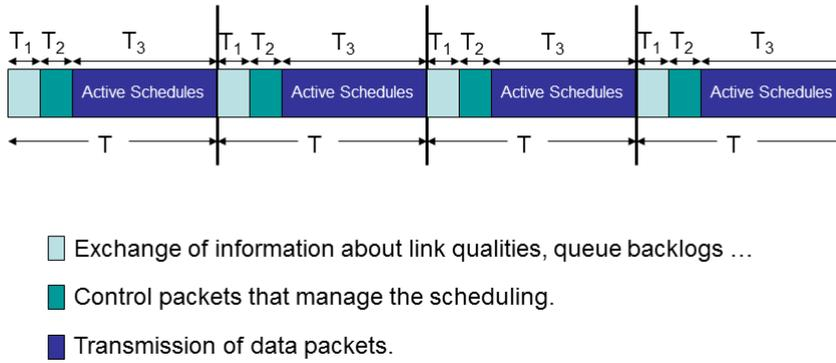 T1 T2 T3 T1 T2 T3 T1 T2 T3 T1 T2 T3
Active Schedules Active Schedules Active Schedules Active Schedules
T T T T
Exchange of information about link qualities, queue backlogs …
Control packets that manage the scheduling.
Transmission of data packets.